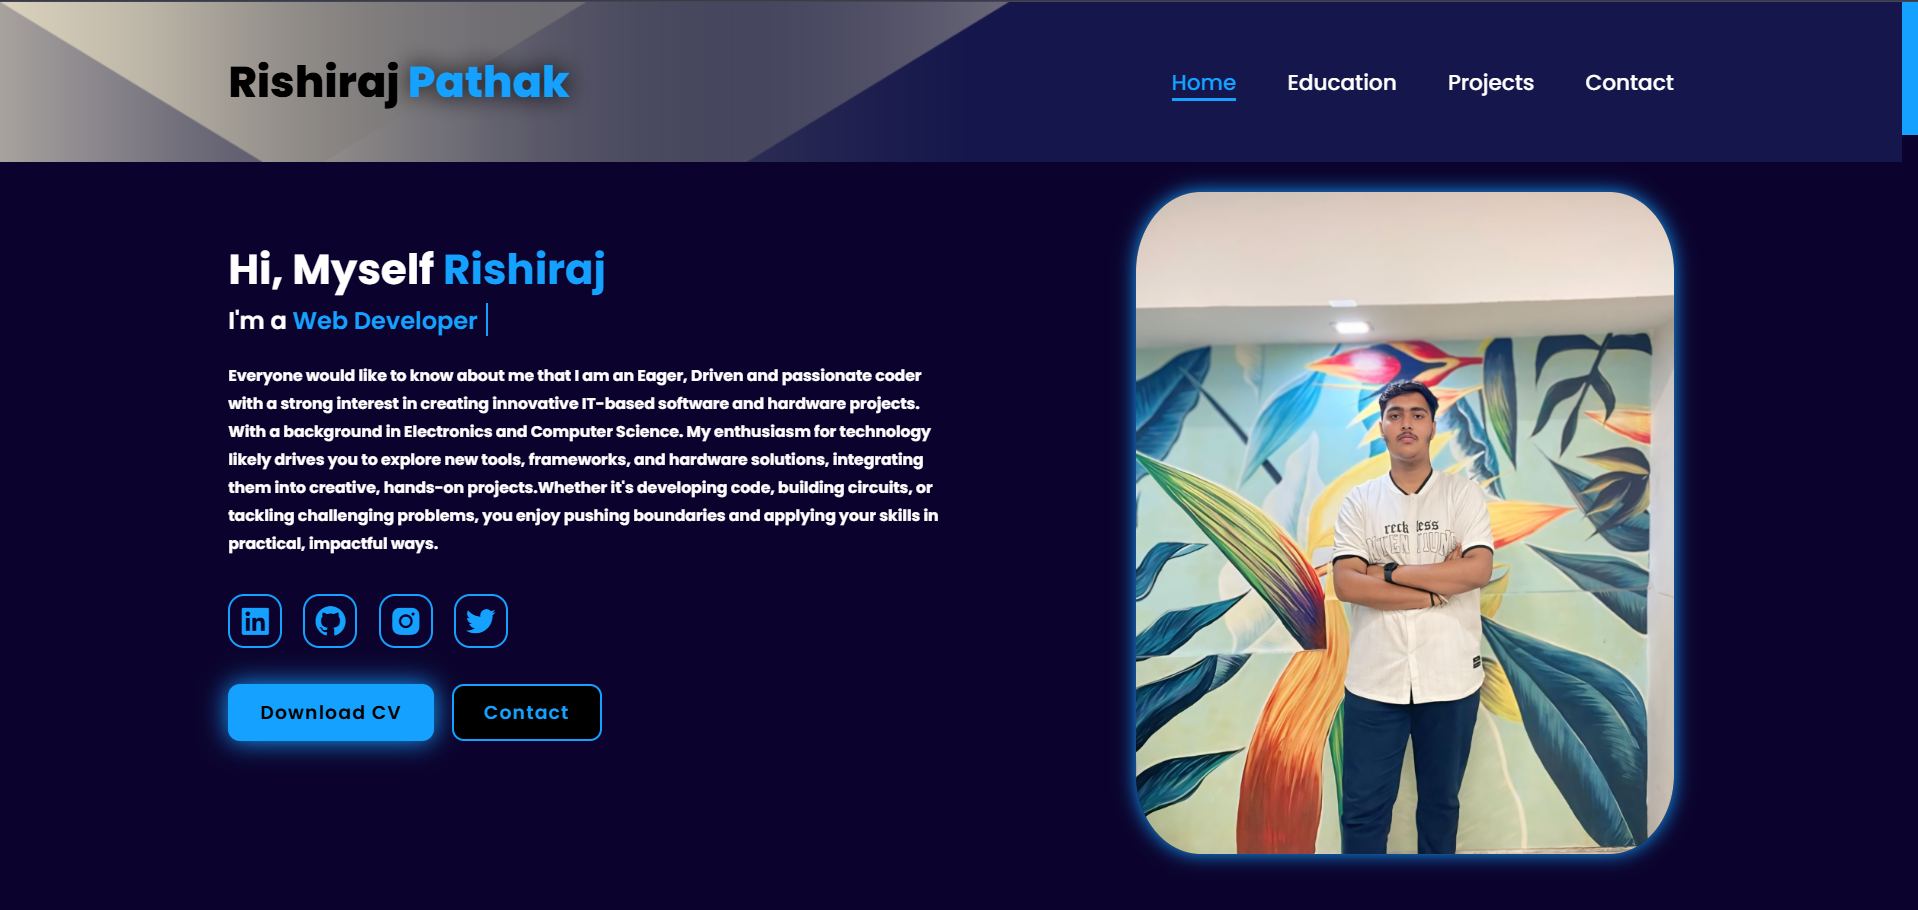 Rishiraj Pathak
Home Education Projects Contact
Hi, Myself Rishiraj
I'm a Web Developer
Everyone would like to know about me that I am an Eager, Driven and passionate coder
with a strong interest in creating innovative IT-based software and hardware projects.
With a background in Electronics and Computer Science. My enthusiasm for technology
likely drives you to explore new tools, frameworks, and hardware solutions, integrating
them into creative, hands-on projects.Whether it's developing code, building circuits, or
tackling challenging problems, you enjoy pushing boundaries and applying your skills in
practical, impactful ways.
in
Download CV Contact
reckless